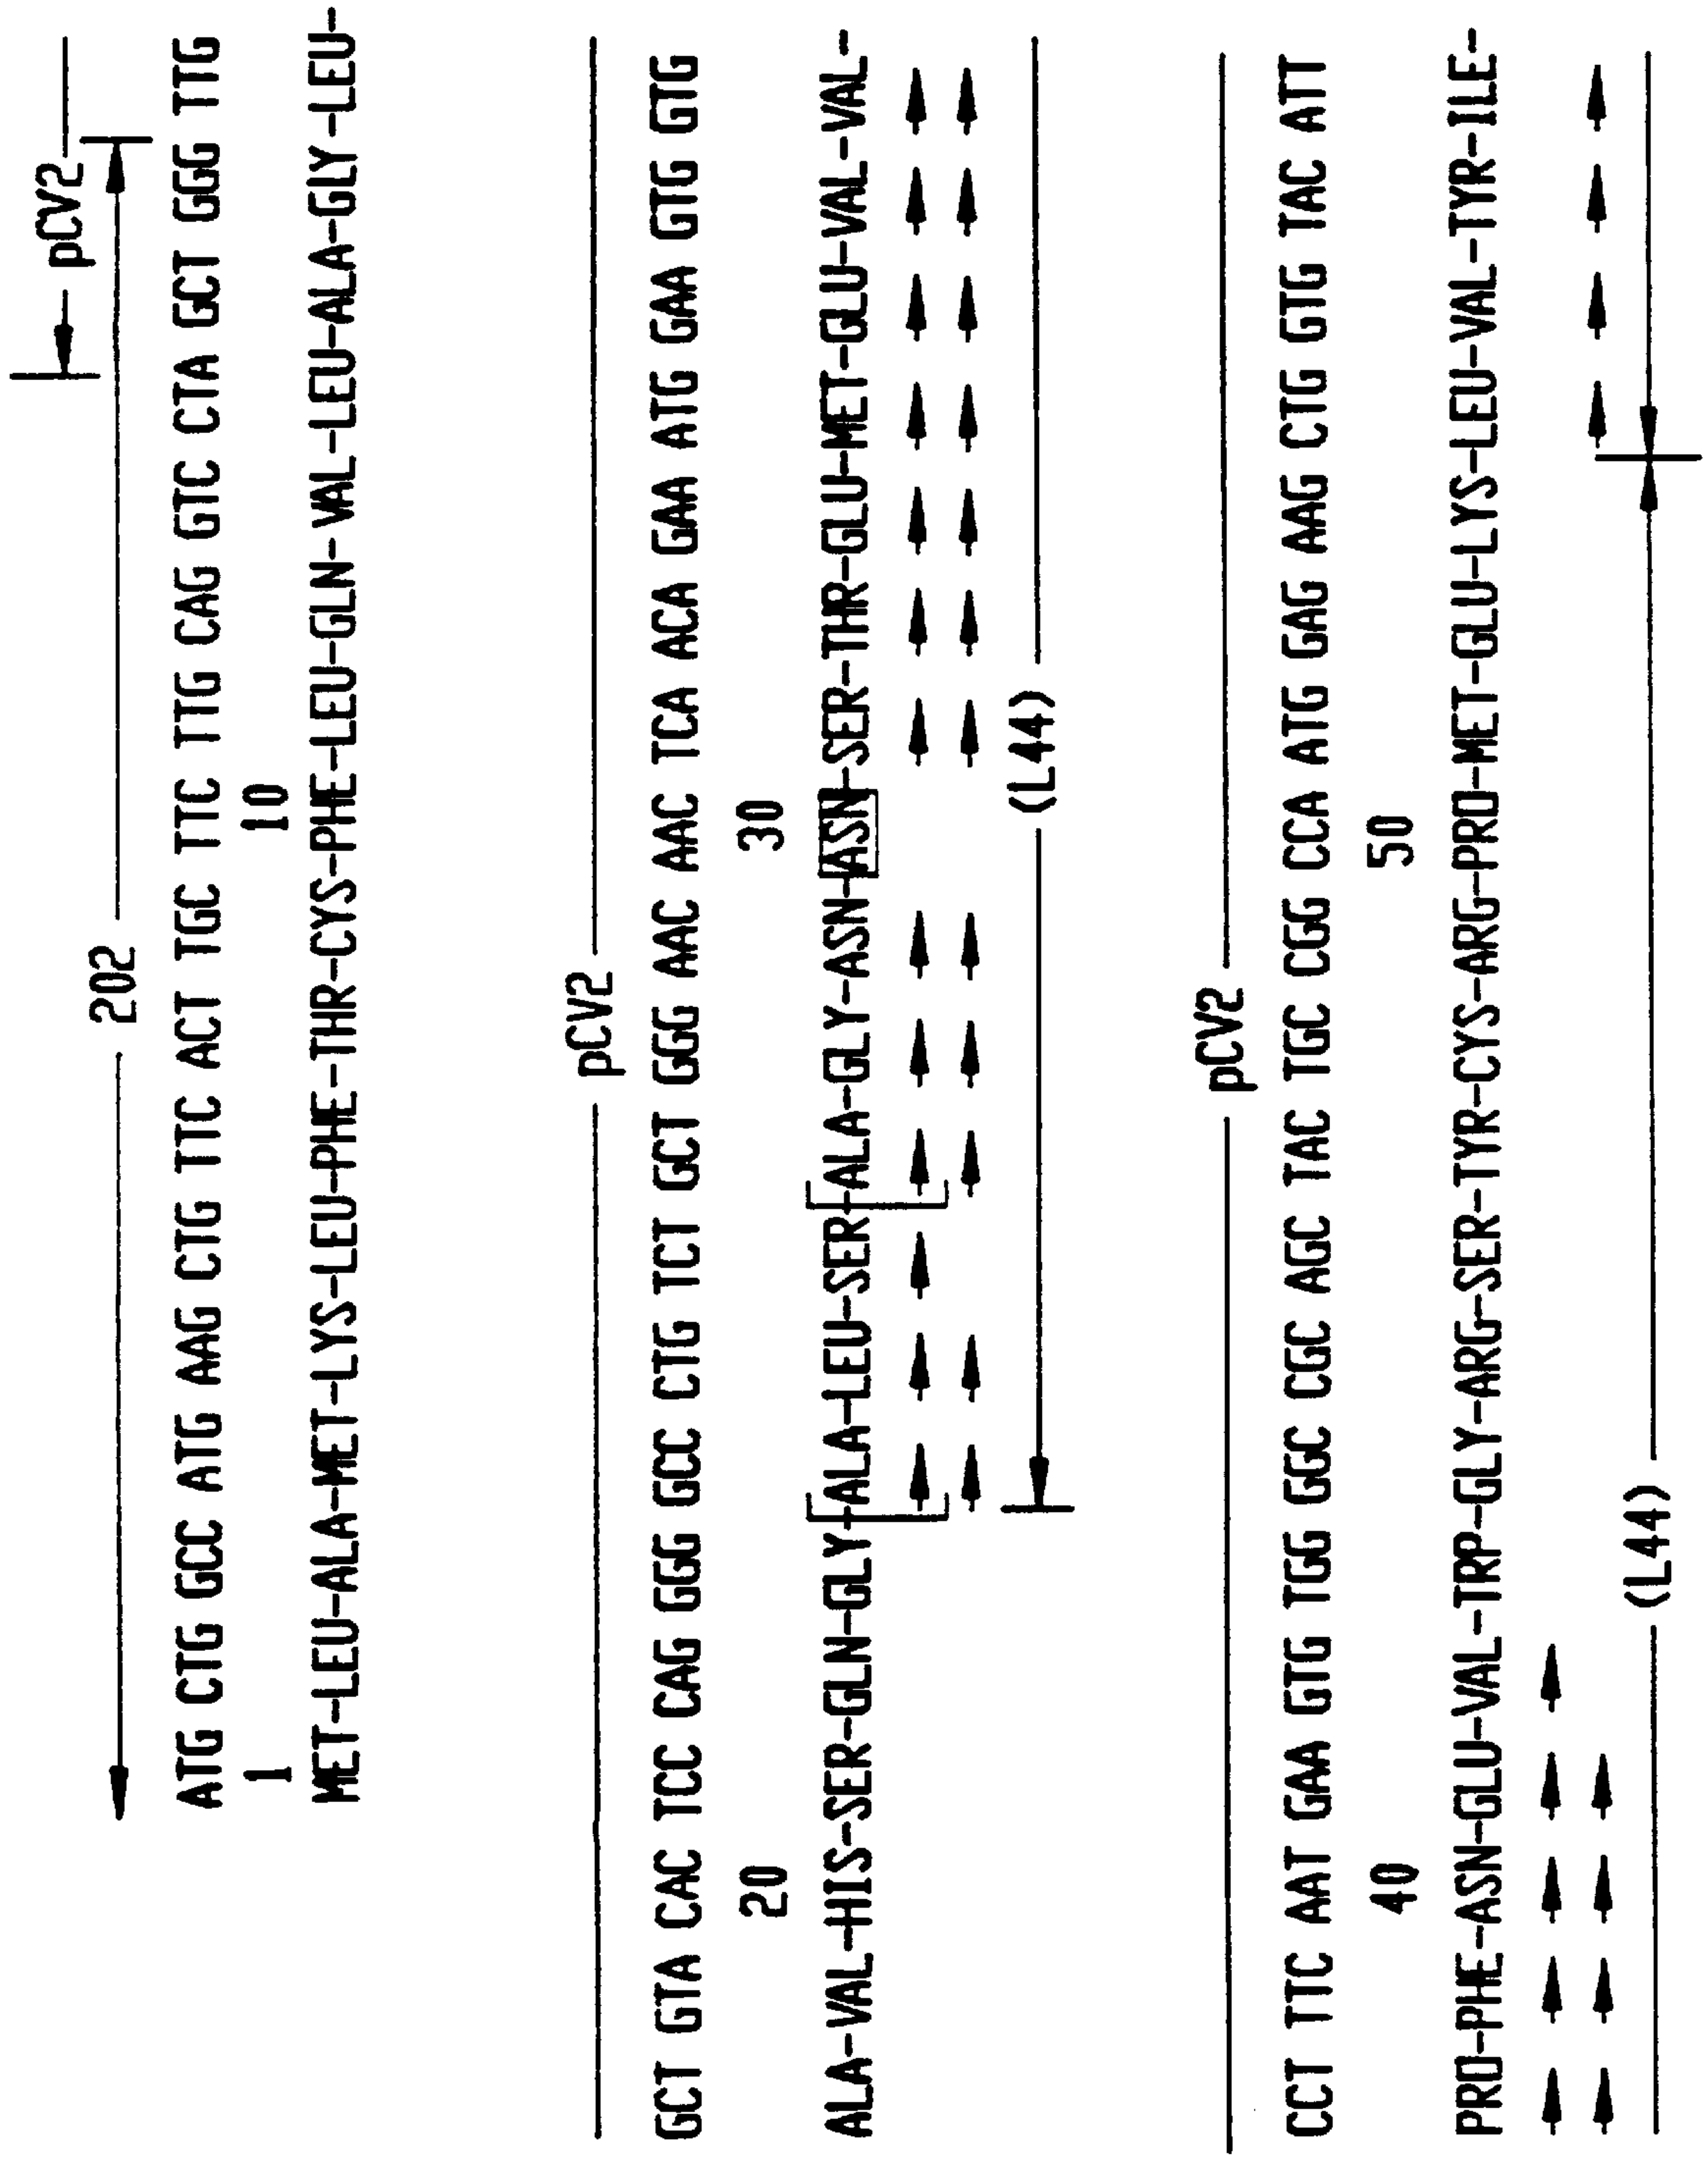 pCV2
202
ATG CTG GCC ATG AAG CTG TTC ACT TGC TTC TTG CAG GTC CTA GCT GGG TTG
1 10
MET-LEU-ALA-MET-LYS-LEU-PHE-THR-CYS-PHE-LEU-GLN-VAL-LEU-ALA-GLY-LEU-
pCV2
GCT GTA CAC TCC CAG GGG GCC CTG TCT GCT GGG AAC AAC TCA ACA GAA ATG GAA GTG GTG
20 30
ALA-VAL-HIS-SER-GLN-GLY-ALA-LEU-SER-ALA-GLY-ASN-ASN-SER-THR-GLU-MET-GLU-VAL-VAL-
(L44)
pCV2
CCT TTC AAT GAA GTG TGG GGC CGC AGC TAC TGC CGG CCA ATG GAG AAG CTG GTG TAC ATT
40 50
PRO-PHE-ASN-GLU-VAL-TRP-GLY-ARG-SER-TYR-CYS-ARG-PRO-MET-GLU-LYS-LEU-VAL-TYR-ILE-
(L44)